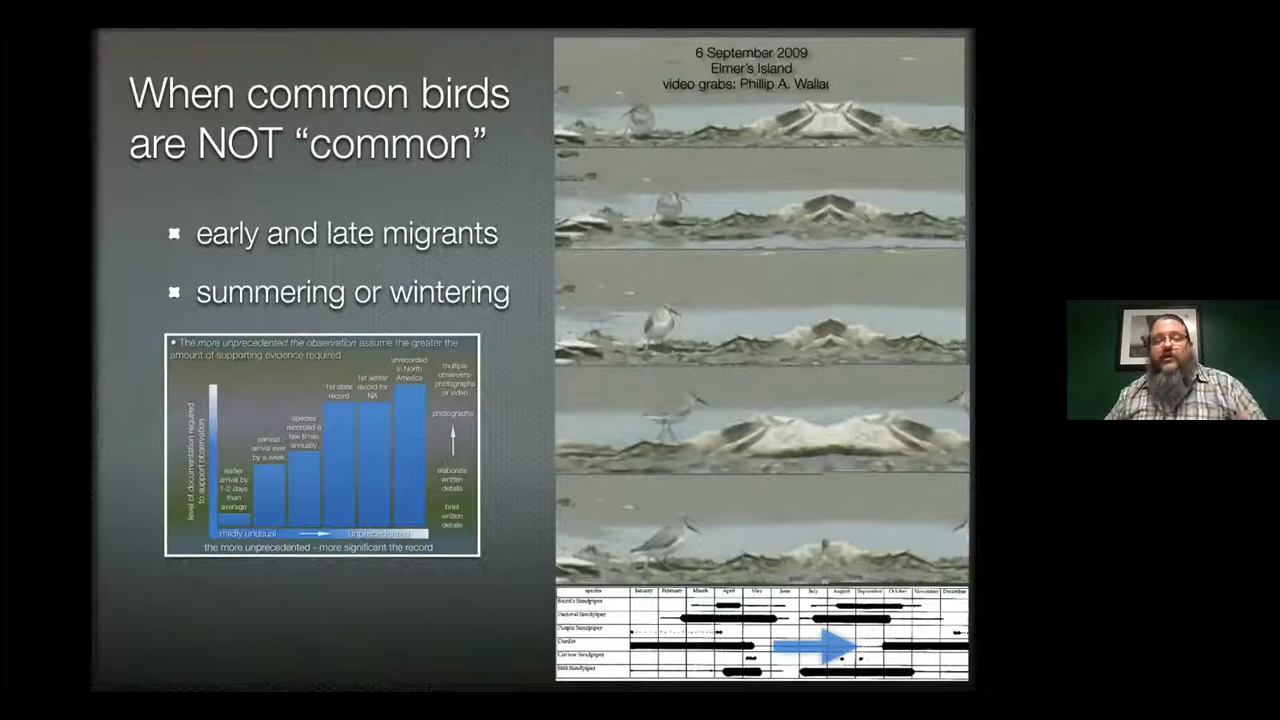 When common birds
are NOT “common”
early and late migrants
summering or wintering
• The more unprecedented the observation assume the greater the
amount of supporting evidence required
level of documentation required
to support observation
earlier
arrival by
1-2 days
than
average
earliest
arrival ever
by a week
species
recorded a
few times
annually
1st state
record
1st winter
record for
NA
unrecorded
in North
America
multiple
observers-
photographs
or video
photographs
elaborate
written
details
brief
written
details
mildly unusual
unprecedented
the more unprecedented - more significant the record
6 September 2009
Elmer's Island
video grabs: Phillip A. Wallac
species January February March April May June July August September October November December
Baird's Sandpiper
Pectoral Sandpiper
Purple Sandpiper
Dunlin
Curlew Sandpiper
Stilt Sandpiper